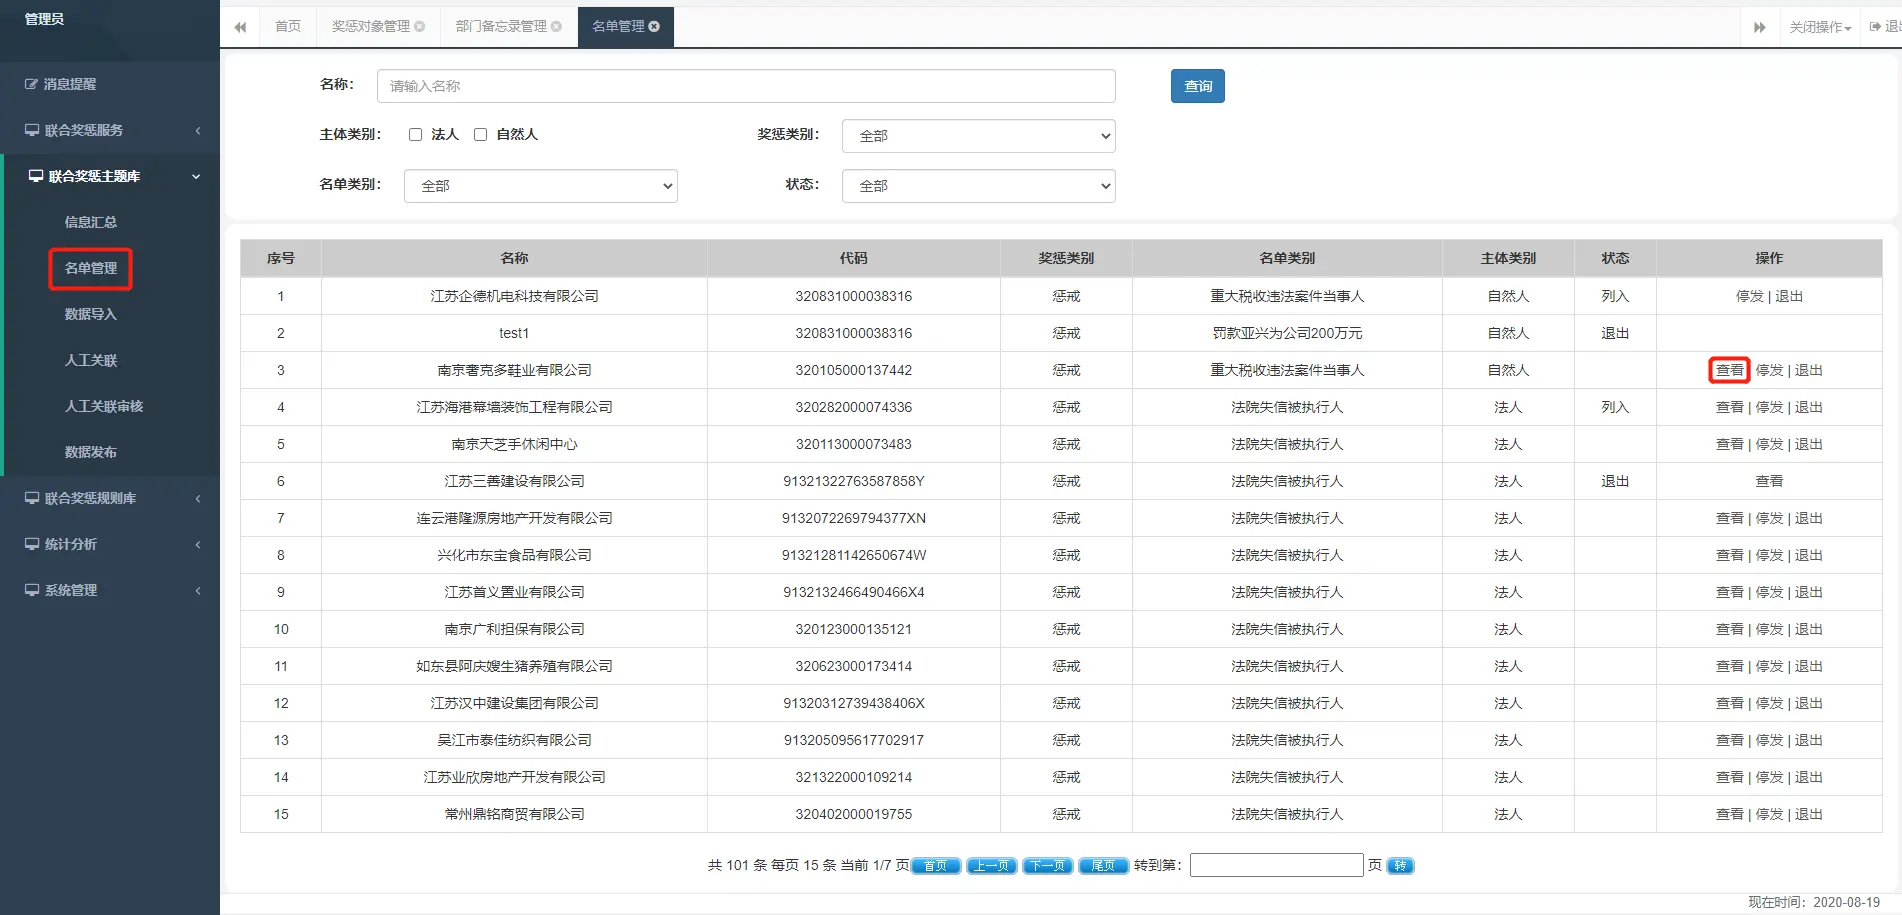 管理员
消息提醒
联合奖惩服务
联合奖惩主题库
信息汇总
名单管理
数据导入
人工关联
人工关联审核
数据发布
联合奖惩规则库
统计分析
系统管理
首页 奖惩对象管理 部门备忘录管理 名单管理 关闭操作 退出
名称： 请输入名称 查询
主体类别： 法人 自然人 奖惩类别： 全部
名单类别： 全部 状态： 全部
序号 名称 代码 奖惩类别 名单类别 主体类别 状态 操作
1 江苏企德机电科技有限公司 320831000038316 惩戒 重大税收违法案件当事人 自然人 列入 停发 | 退出
2 test1 320831000038316 惩戒 罚款亚兴为公司200万元 自然人 退出
3 南京奢克多鞋业有限公司 320105000137442 惩戒 重大税收违法案件当事人 自然人 查看 停发 | 退出
4 江苏海港幕墙装饰工程有限公司 320282000074336 惩戒 法院失信被执行人 法人 列入 查看 | 停发 | 退出
5 南京天芝手休闲中心 320113000073483 惩戒 法院失信被执行人 法人 查看 | 停发 | 退出
6 江苏三善建设有限公司 91321322763587858Y 惩戒 法院失信被执行人 法人 退出 查看
7 连云港隆源房地产开发有限公司 9132072269794377XN 惩戒 法院失信被执行人 法人 查看 | 停发 | 退出
8 兴化市东宝食品有限公司 91321281142650674W 惩戒 法院失信被执行人 法人 查看 | 停发 | 退出
9 江苏首义置业有限公司 9132132466490466X4 惩戒 法院失信被执行人 法人 查看 | 停发 | 退出
10 南京广利担保有限公司 320123000135121 惩戒 法院失信被执行人 法人 查看 | 停发 | 退出
11 如东县阿庆嫂生猪养殖有限公司 320623000173414 惩戒 法院失信被执行人 法人 查看 | 停发 | 退出
12 江苏汉中建设集团有限公司 91320312739438406X 惩戒 法院失信被执行人 法人 查看 | 停发 | 退出
13 吴江市泰佳纺织有限公司 913205095617702917 惩戒 法院失信被执行人 法人 查看 | 停发 | 退出
14 江苏业欣房地产开发有限公司 321322000109214 惩戒 法院失信被执行人 法人 查看 | 停发 | 退出
15 常州鼎铭商贸有限公司 320402000019755 惩戒 法院失信被执行人 法人 查看 | 停发 | 退出
共 101 条 每页 15 条 当前 1/7 页 首页 上一页 下一页 尾页 转到第： 页 转
现在时间：2020-08-19